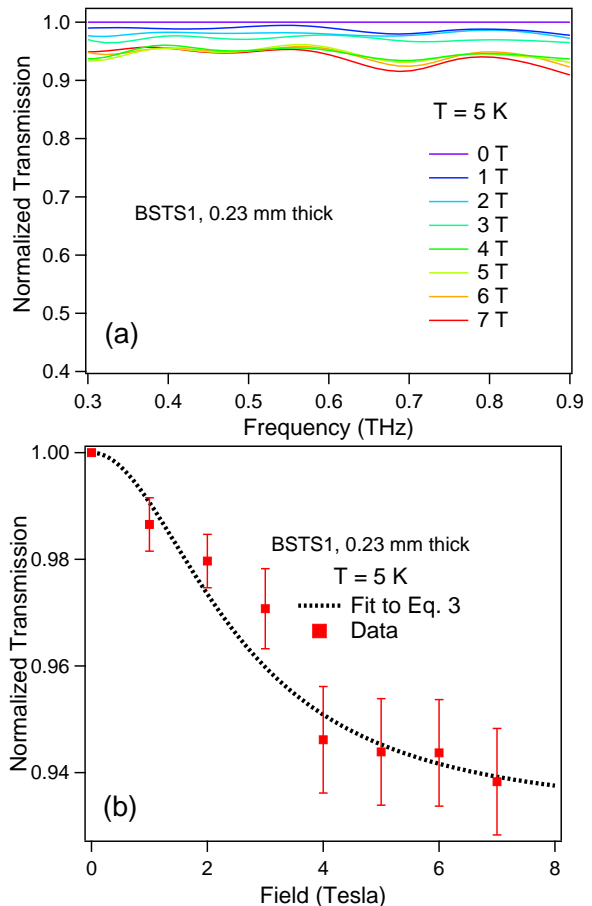 1.0
0.9
0.8
0.7
0.6
0.5
0.4
Normalized Transmission
T = 5 K
0 T
1 T
2 T
3 T
4 T
5 T
6 T
7 T
BSTS1, 0.23 mm thick
(a)
0.3
0.4
0.5
0.6
0.7
0.8
0.9
Frequency (THz)
1.00
0.98
0.96
0.94
Normalized Transmission
BSTS1, 0.23 mm thick
T = 5 K
Fit to Eq. 3
Data
(b)
0
2
4
6
8
Field (Tesla)